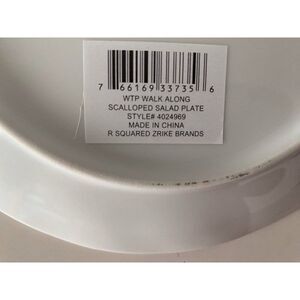 7 66169 33735 6
WTP WALK ALONG
SCALLOPED SALAD PLATE
STYLE# 4024969
MADE IN CHINA
R SQUARED ZRIKE BRANDS